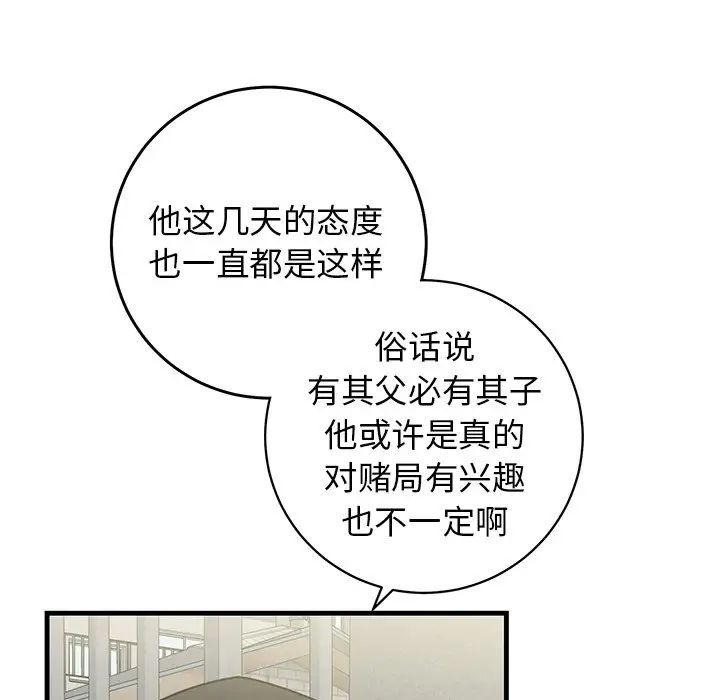 他这几天的态度
也一直都是这样
俗话说
有其父必有其子
他或许是真的
对赌局有兴趣
也不一定啊